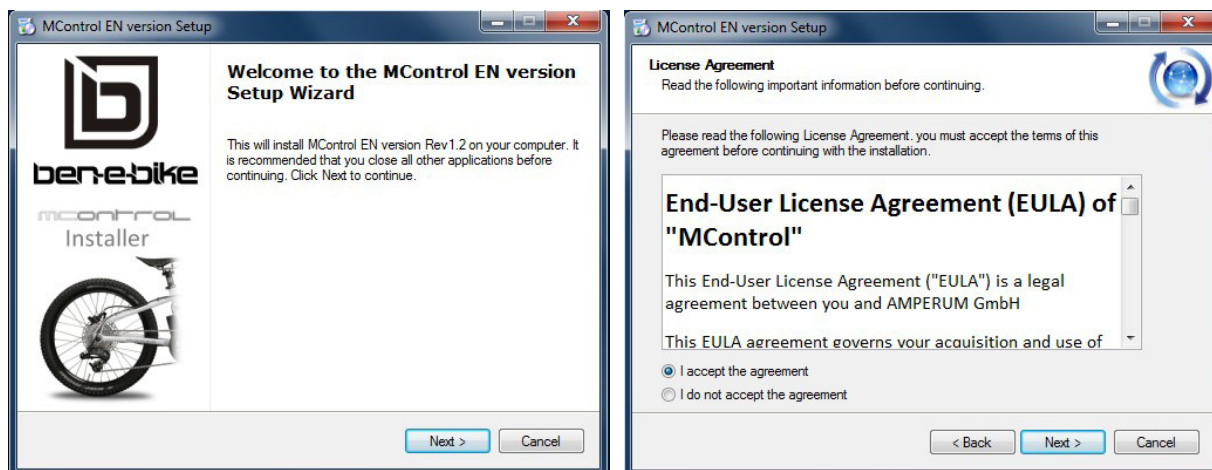 MControl EN version Setup
ben-e-bike
mcontrol
Installer
Welcome to the MControl EN version
Setup Wizard
This will install MControl EN version Rev1.2 on your computer. It
is recommended that you close all other applications before
continuing. Click Next to continue.
Next >
Cancel
MControl EN version Setup
License Agreement
Read the following important information before continuing.
Please read the following License Agreement. you must accept the terms of this
agreement before continuing with the installation.
End-User License Agreement (EULA) of
"MControl"
This End-User License Agreement ("EULA") is a legal
agreement between you and AMPERUM GmbH
This EULA agreement governs your acquisition and use of
I accept the agreement
I do not accept the agreement
< Back
Next >
Cancel